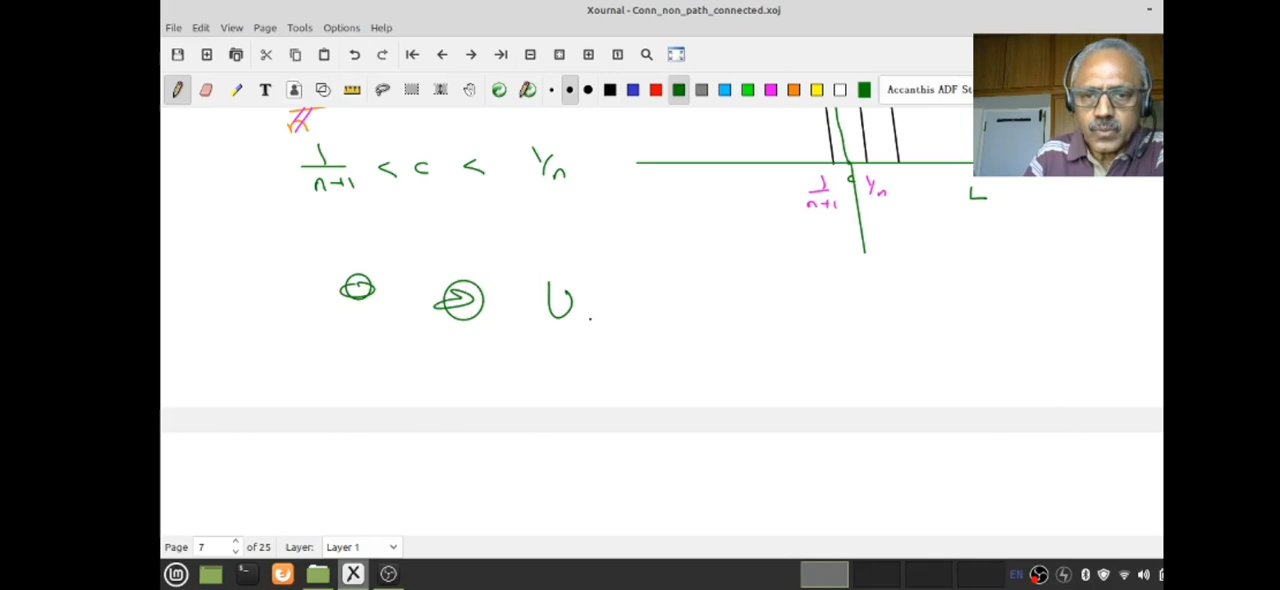 Xournal - Conn_non_path_connected.xoj
File Edit View Page Tools Options Help
Accanthis ADF St
1/(n+1) < c < 1/n
1/(n+1) c 1/n
L
U
Page 7 of 25 Layer: Layer 1
EN